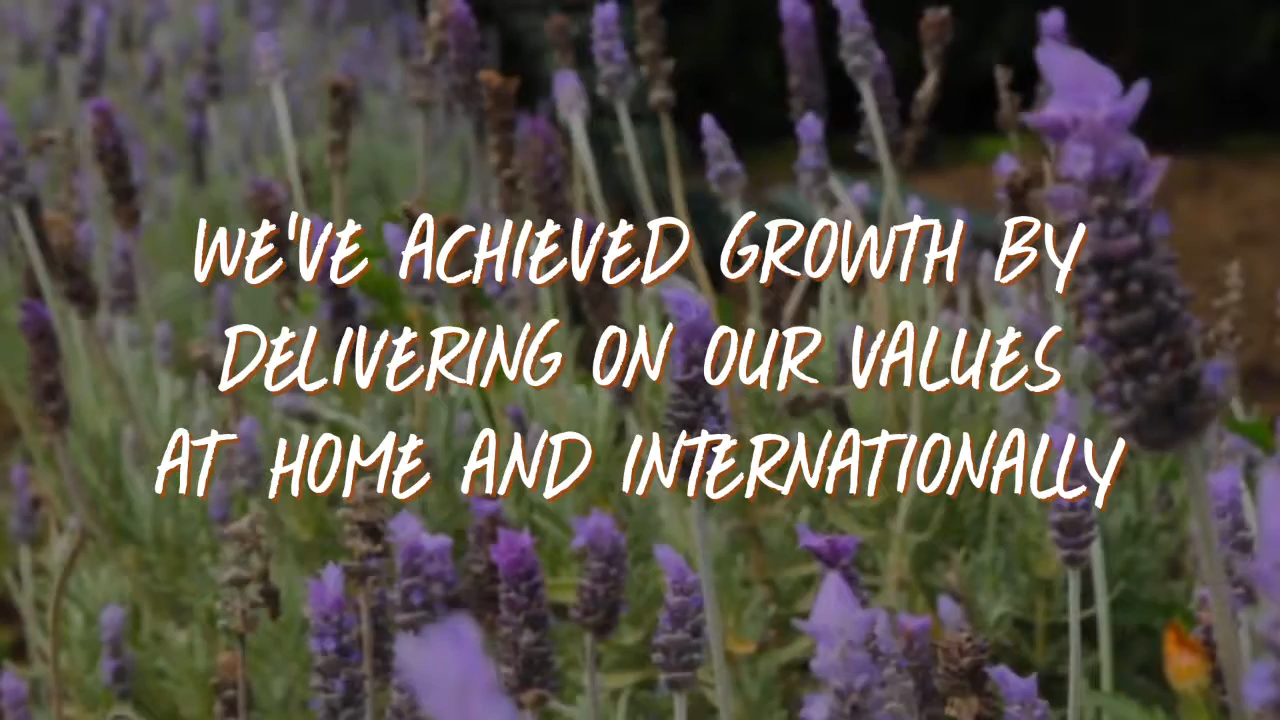 WE'VE ACHIEVED GROWTH BY
DELIVERING ON OUR VALUES
AT HOME AND INTERNATIONALLY